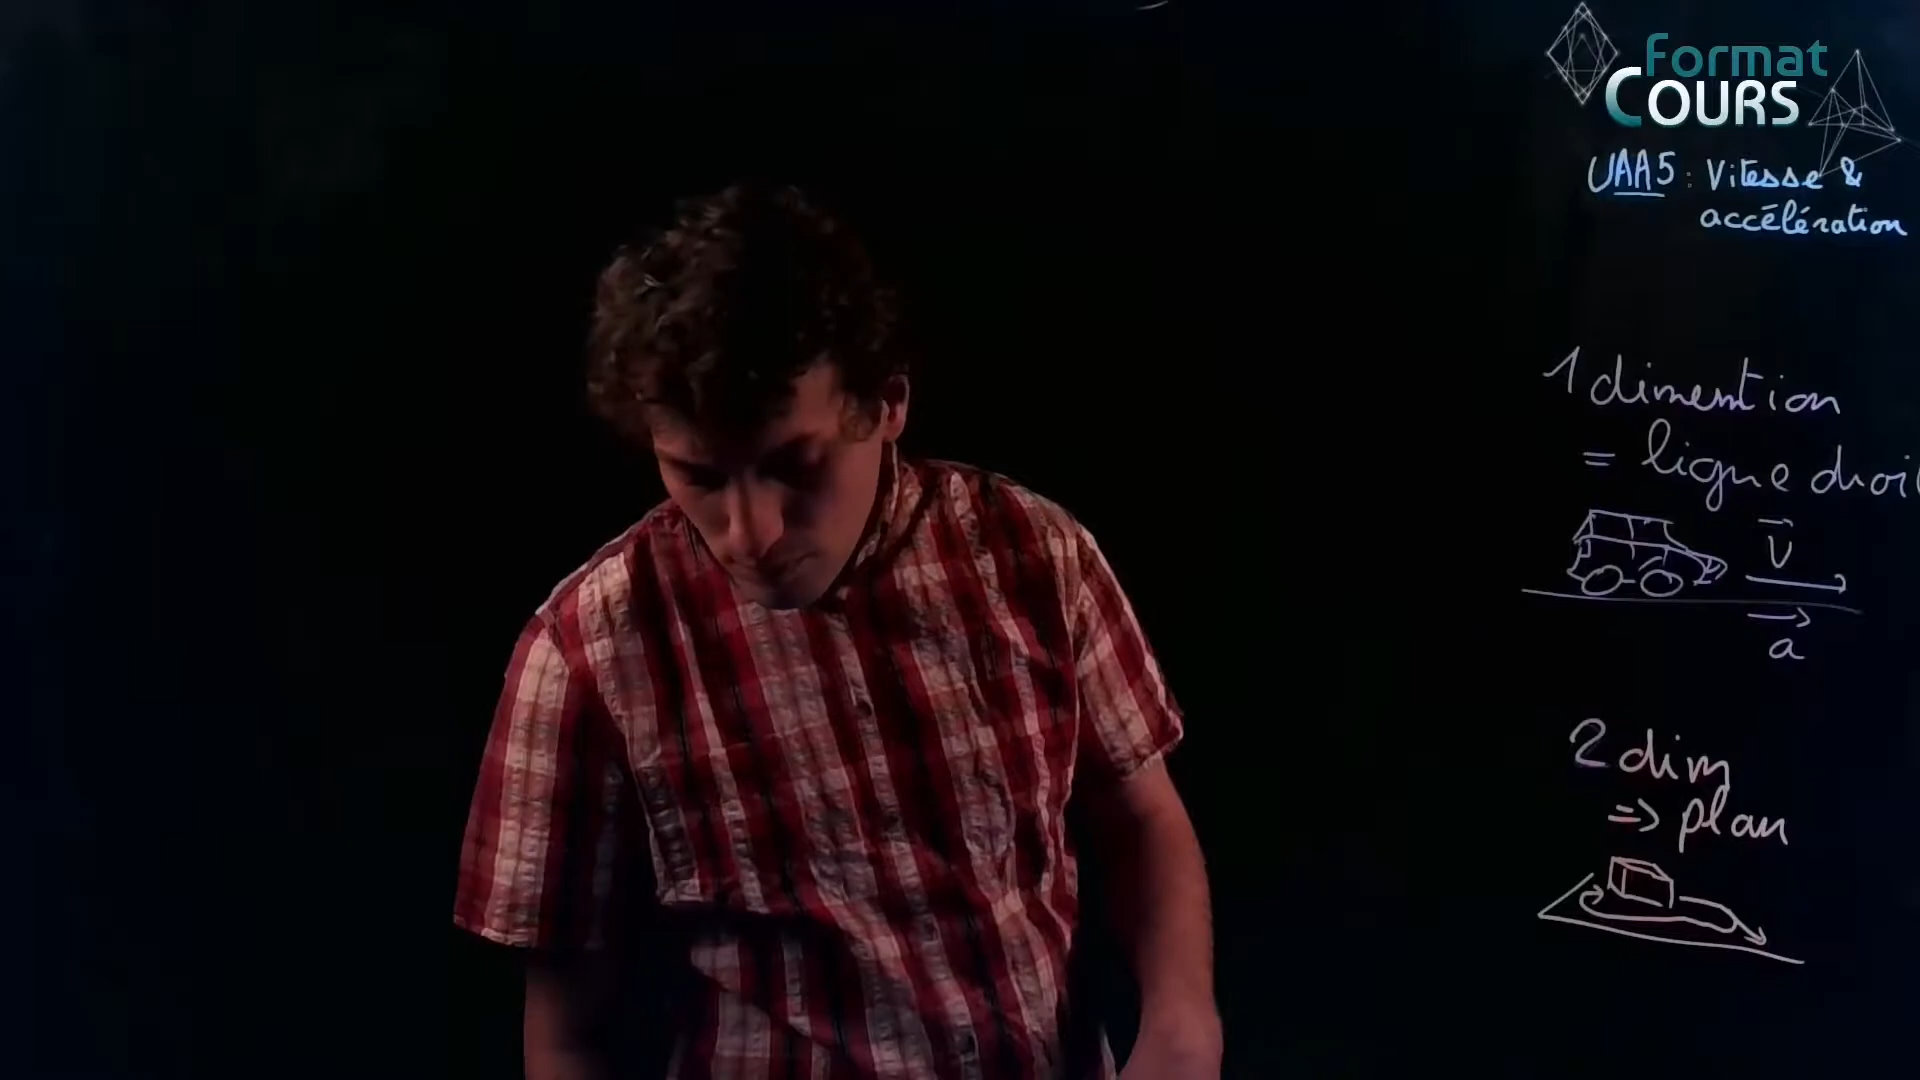 Format
COURS
UAA5 : Vitesse &
accélération
1 dimention
= ligne droi
V
a
2 dim
=> plan